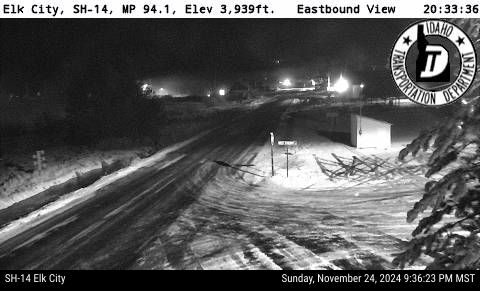 Elk City, SH-14, MP 94.1, Elev 3,939ft. Eastbound View 20:33:36
IDAHO
TRANSPORTATION DEPARTMENT
SH-14 Elk City
Sunday, November 24, 2024 9:36:23 PM MST